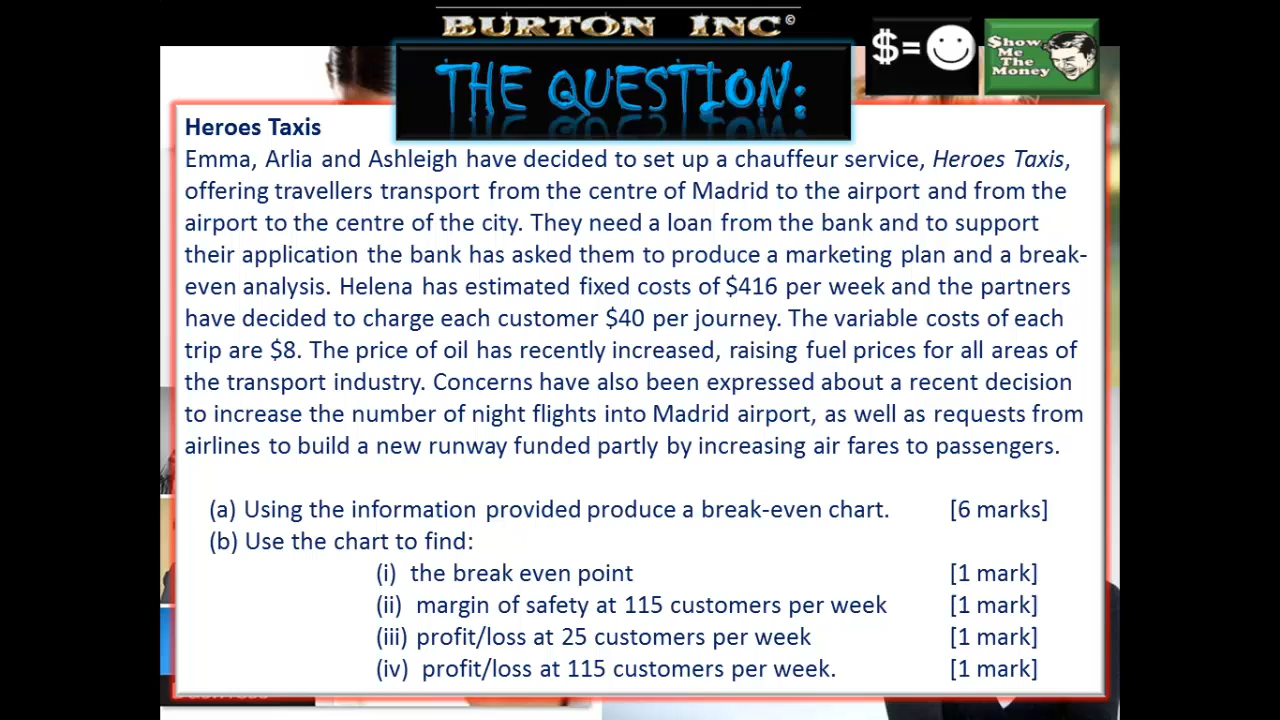 BURTON INC©
$=
Show
Me
The
Money
THE QUESTION:
Heroes Taxis
Emma, Arlia and Ashleigh have decided to set up a chauffeur service, Heroes Taxis,
offering travellers transport from the centre of Madrid to the airport and from the
airport to the centre of the city. They need a loan from the bank and to support
their application the bank has asked them to produce a marketing plan and a break-
even analysis. Helena has estimated fixed costs of $416 per week and the partners
have decided to charge each customer $40 per journey. The variable costs of each
trip are $8. The price of oil has recently increased, raising fuel prices for all areas of
the transport industry. Concerns have also been expressed about a recent decision
to increase the number of night flights into Madrid airport, as well as requests from
airlines to build a new runway funded partly by increasing air fares to passengers.
(a) Using the information provided produce a break-even chart. [6 marks]
(b) Use the chart to find:
(i) the break even point [1 mark]
(ii) margin of safety at 115 customers per week [1 mark]
(iii) profit/loss at 25 customers per week [1 mark]
(iv) profit/loss at 115 customers per week. [1 mark]